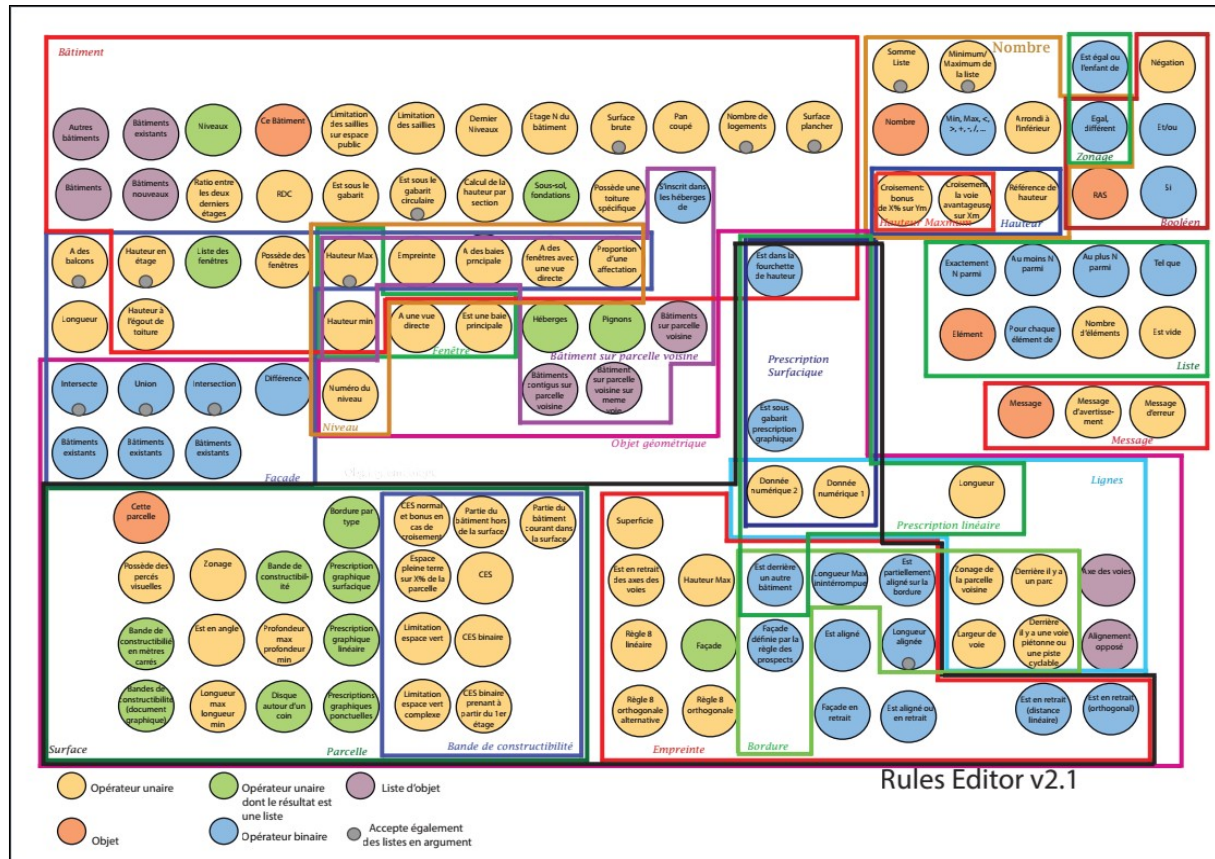 Bâtiment
Autres
bâtiments
Bâtiments
existants
Niveaux
Ce Bâtiment
Limitation
des saillies
sur espace
public
Limitation
des saillies
Dernier
Niveaux
Etage N du
bâtiment
Surface
brute
Pan
coupé
Nombre de
logements
Surface
plancher
Bâtiments
Bâtiments
nouveaux
Ratio entre
les deux
derniers
étages
RDC
Est sous le
gabarit
Est sous le
gabarit
circulaire
Calcul de la
hauteur par
section
Sous-sol,
fondations
Possède une
toiture
spécifique
S'inscrit dans
les héberges
de
A des
balcons
Hauteur en
étage
Liste des
fenêtres
Possède des
fenêtres
Hauteur Max
Empreinte
A des baies
prncipale
A des
fenêtres avec
une vue
directe
Proportion
d'une
affectation
Longueur
Hauteur à
l'égout de
toiture
Hauteur min
A une vue
directe
Est une baie
principale
Héberges
Pignons
Bâtiments
sur parcelle
voisine
Fenêtre
Bâtiment sur parcelle voisine
Intersecte
Union
Intersection
Différence
Numéro du
niveau
Bâtiments
contigus sur
parcelle
voisine
Bâtiment
sur parcelle
voisine sur
meme
voie
Niveau
Objet géométrique
Bâtiments
existants
Bâtiments
existants
Bâtiments
existants
Façade
Nombre
Somme
Liste
Minimum/
Maximum de
la liste
Nombre
Min, Max, <,
>, +, -, /, ...
Arrondi à
l'inférieur
Croisement:
bonus
de X% sur Ym
Croisement
la voie
avantageuse
sur Xm
Référence de
hauteur
Hauteur Maxmum
Hauteur
Est égal ou
l'enfant de
Egal,
différent
Zonage
Négation
Et/ou
RAS
Si
Booléen
Est dans la
fourchette
de hauteur
Prescription
Surfacique
Est sous
gabarit
prescription
graphique
Donnée
numérique 2
Donnée
numérique 1
Exactement
N parmi
Au moins N
parmi
Au plus N
parmi
Tel que
Elément
Pour chaque
élément de
Nombre
d'éléments
Est vide
Liste
Message
Message
d'avertisse-
ment
Message
d'erreur
Message
Longueur
Lignes
Prescription linéaire
Cette
parcelle
Bordure par
type
CES normal
et bonus en
cas de
croisement
Partie du
bâtiment hors
de la surface
Partie du
bâtiment
courant dans
la surface
Possède des
percés
visuelles
Zonage
Bande de
constructibil-
ité
Prescription
graphique
surfacique
Espace
pleine terre
sur X% de la
parcelle
CES
Bande de
constructibilié
en mètres
carrés
Est en angle
Profondeur
max
profondeur
min
Prescription
graphique
linéaire
Limitation
espace vert
CES binaire
Bandes de
constructibilité
(document
graphique)
Longueur
max
longueur
min
Disque
autour d'un
coin
Prescriptions
graphiques
ponctuelles
Limitation
espace vert
complexe
CES binaire
prenant à
partir du 1er
étage
Surface
Parcelle
Bande de constructibilité
Superficie
Est en retrait
des axes des
voies
Hauteur Max
Est derrière
un autre
bâtiment
Longueur Max
inintérrompue
Est
partiellement
aligné sur la
bordure
Zonage de
la parcelle
voisine
Derrière il y a
un parc
Axe des voies
Règle 8
linéaire
Façade
Façade
définie par la
règle des
prospects
Est aligné
Longueur
alignée
Largeur de
voie
Derrière
il y a une voie
piétonne ou
une piste
cyclable
Alignement
opposé
Règle 8
orthogonale
alternative
Règle 8
orthogonale
Façade en
retrait
Est aligné ou
en retrait
Est en retrait
(distance
linéaire)
Est en retrait
(orthogonal)
Empreinte
Bordure
Rules Editor v2.1
Opérateur unaire
Opérateur unaire
dont le résultat est
une liste
Liste d'objet
Objet
Opérateur binaire
Accepte également
des listes en argument